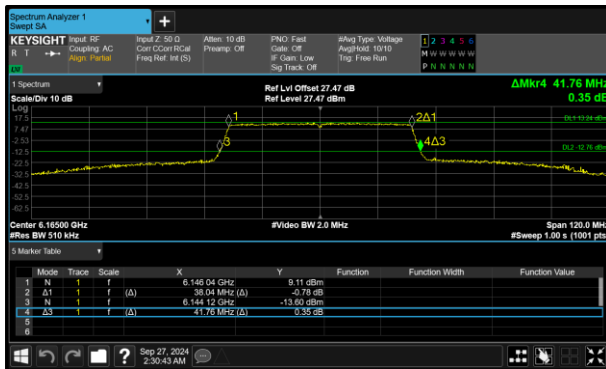 Spectrum Analyzer 1
Swept SA
+
KEYSIGHT Input: RF Input Z: 50 Ω Atten: 10 dB PNO: Fast #Avg Type: Voltage 1 2 3 4 5 6
R T Coupling: AC Corr CCorr RCal Preamp: Off Gate: Off Avg|Hold: 10/10 M W W W W W
Align: Partial Freq Ref: Int (S) IF Gain: Low Trig: Free Run
Sig Track: Off P N N N N N
1 Spectrum Ref Lvl Offset 27.47 dB ΔMkr4 41.76 MHz
Scale/Div 10 dB Ref Level 27.47 dBm 0.35 dB
Log
17.5
7.47
-2.53
-12.5
-22.5
-32.5
-42.5
-52.5
-62.5
1
2Δ1
3
4Δ3
DL1 13.24 dBm
DL2 -12.76 dBm
Center 6.16500 GHz #Video BW 2.0 MHz Span 120.0 MHz
#Res BW 510 kHz #Sweep 1.00 s (1001 pts)
5 Marker Table
Mode Trace Scale X Y Function Function Width Function Value
1 N 1 f 6.146 04 GHz 9.11 dBm
2 Δ1 1 f (Δ) 38.04 MHz (Δ) -0.78 dB
3 N 1 f 6.144 12 GHz -13.60 dBm
4 Δ3 1 f (Δ) 41.76 MHz (Δ) 0.35 dB
5
6
? Sep 27, 2024
2:30:43 AM